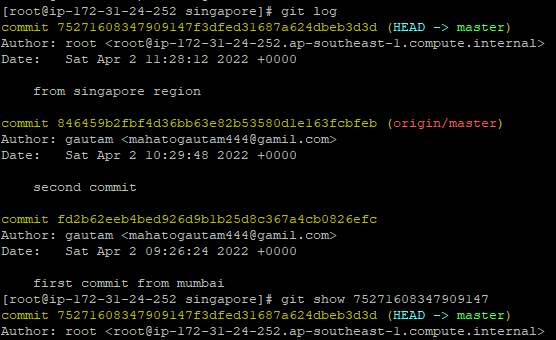 [root@ip-172-31-24-252 singapore]# git log
commit 75271608347909147f3dfed31687a624dbeb3d3d (HEAD -> master)
Author: root <root@ip-172-31-24-252.ap-southeast-1.compute.internal>
Date:   Sat Apr 2 11:28:12 2022 +0000
from singapore region
commit 846459b2fbf4d36bb63e82b53580d1e163fcbfeb (origin/master)
Author: gautam <mahatogautam444@gamil.com>
Date:   Sat Apr 2 10:29:48 2022 +0000
second commit
commit fd2b62eeb4bed926d9b1b25d8c367a4cb0826efc
Author: gautam <mahatogautam444@gamil.com>
Date:   Sat Apr 2 09:26:24 2022 +0000
first commit from mumbai
[root@ip-172-31-24-252 singapore]# git show 75271608347909147
commit 75271608347909147f3dfed31687a624dbeb3d3d (HEAD -> master)
Author: root <root@ip-172-31-24-252.ap-southeast-1.compute.internal>